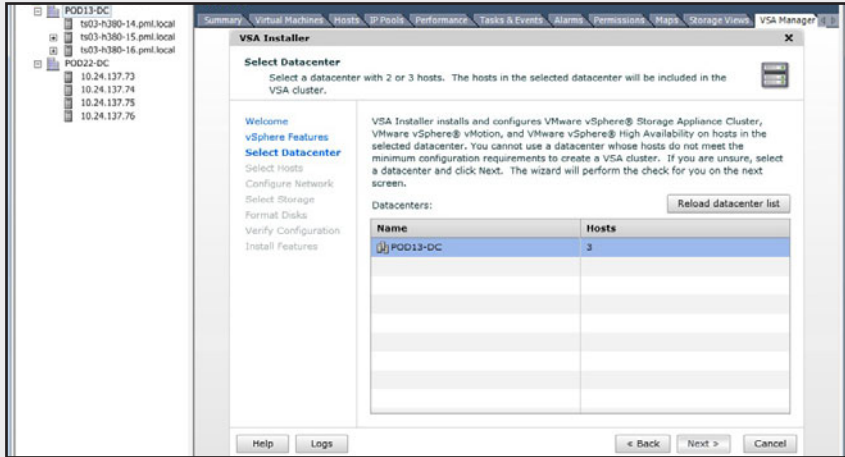 POD13-DC
ts03-h380-14.pml.local
ts03-h380-15.pml.local
ts03-h380-16.pml.local
POD22-DC
10.24.137.73
10.24.137.74
10.24.137.75
10.24.137.76
Summary Virtual Machines Hosts IP Pools Performance Tasks & Events Alarms Permissions Maps Storage Views VSA Manager
VSA Installer
Select Datacenter
Select a datacenter with 2 or 3 hosts. The hosts in the selected datacenter will be included in the
VSA cluster.
Welcome
vSphere Features
Select Datacenter
Select Hosts
Configure Network
Select Storage
Format Disks
Verify Configuration
Install Features
VSA Installer installs and configures VMware vSphere® Storage Appliance Cluster,
VMware vSphere® vMotion, and VMware vSphere® High Availability on hosts in the
selected datacenter. You cannot use a datacenter whose hosts do not meet the
minimum configuration requirements to create a VSA cluster. If you are unsure, select
a datacenter and click Next. The wizard will perform the check for you on the next
screen.
Datacenters:
Reload datacenter list
Name Hosts
POD13-DC 3
Help Logs < Back Next > Cancel